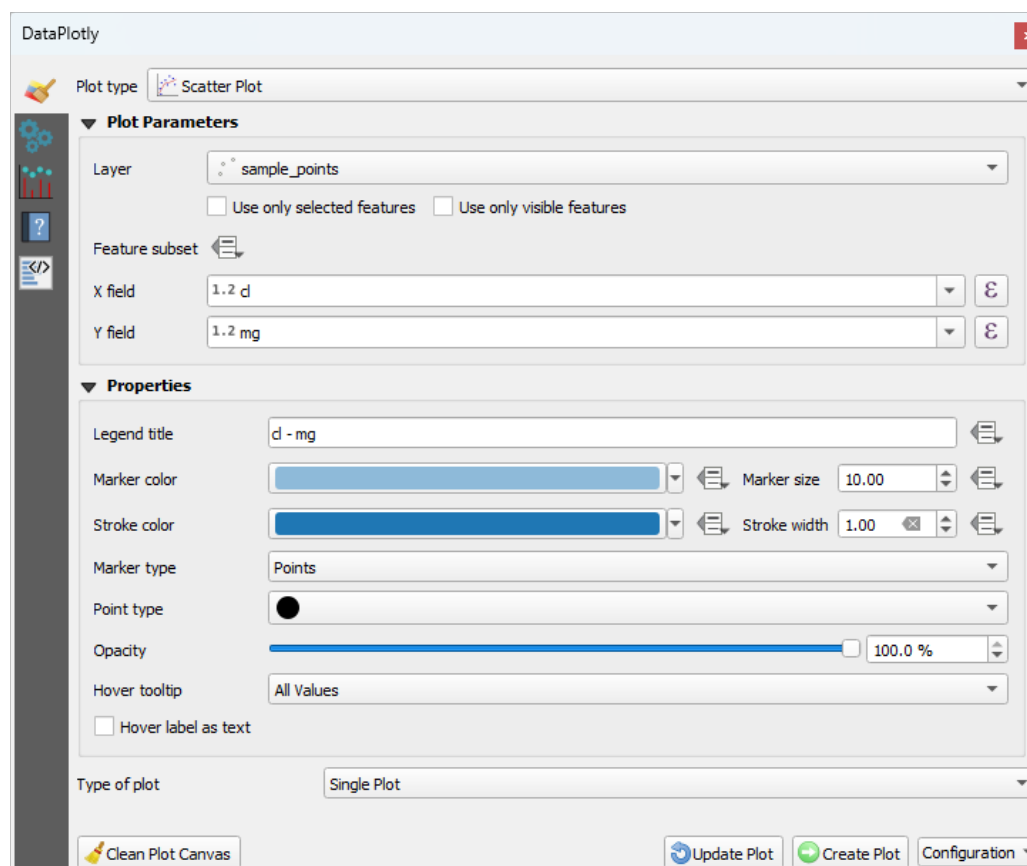 DataPlotly
Plot type Scatter Plot
Plot Parameters
Layer sample_points
Use only selected features Use only visible features
Feature subset
X field 1.2 cl ε
Y field 1.2 mg ε
Properties
Legend title cl - mg
Marker color Marker size 10.00
Stroke color Stroke width 1.00
Marker type Points
Point type
Opacity 100.0 %
Hover tooltip All Values
Hover label as text
Type of plot Single Plot
Clean Plot Canvas Update Plot Create Plot Configuration